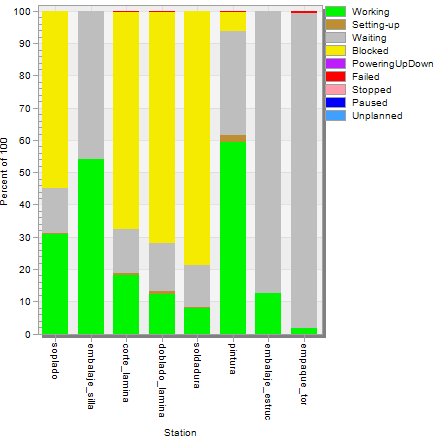 100
90
80
70
60
50
40
30
20
10
0
Percent of 100
soplado
embalaje_silla
corte_lamina
doblado_lamina
soldadura
pintura
embalaje_estruc
empaque_tor
Station
Working
Setting-up
Waiting
Blocked
PoweringUpDown
Failed
Stopped
Paused
Unplanned